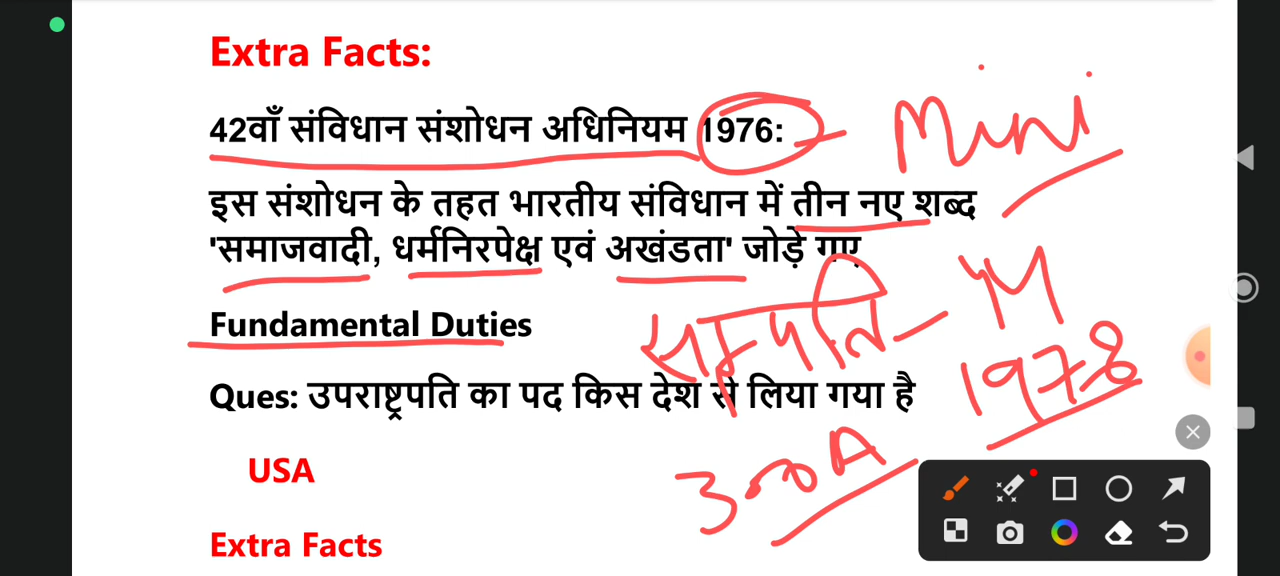 Extra Facts:
42वाँ संविधान संशोधन अधिनियम 1976: - Mini
इस संशोधन के तहत भारतीय संविधान में तीन नए शब्द
'समाजवादी, धर्मनिरपेक्ष एवं अखंडता' जोड़े गए
सम्पति - 44
Fundamental Duties
1978
Ques: उपराष्ट्रपति का पद किस देश से लिया गया है
300A
USA
Extra Facts